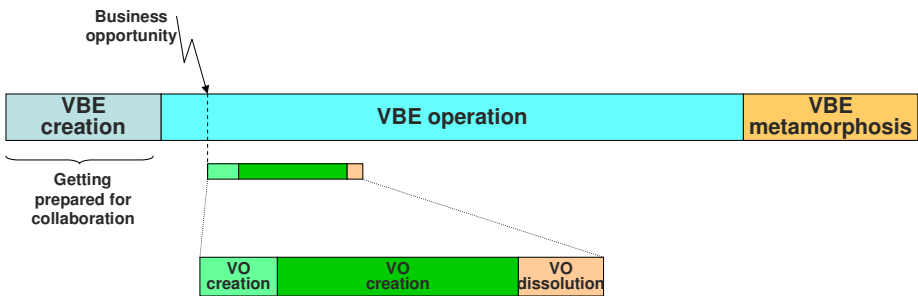 Business
opportunity
VBE
creation
VBE operation
VBE
metamorphosis
Getting
prepared for
collaboration
VO
creation
VO
creation
VO
dissolution